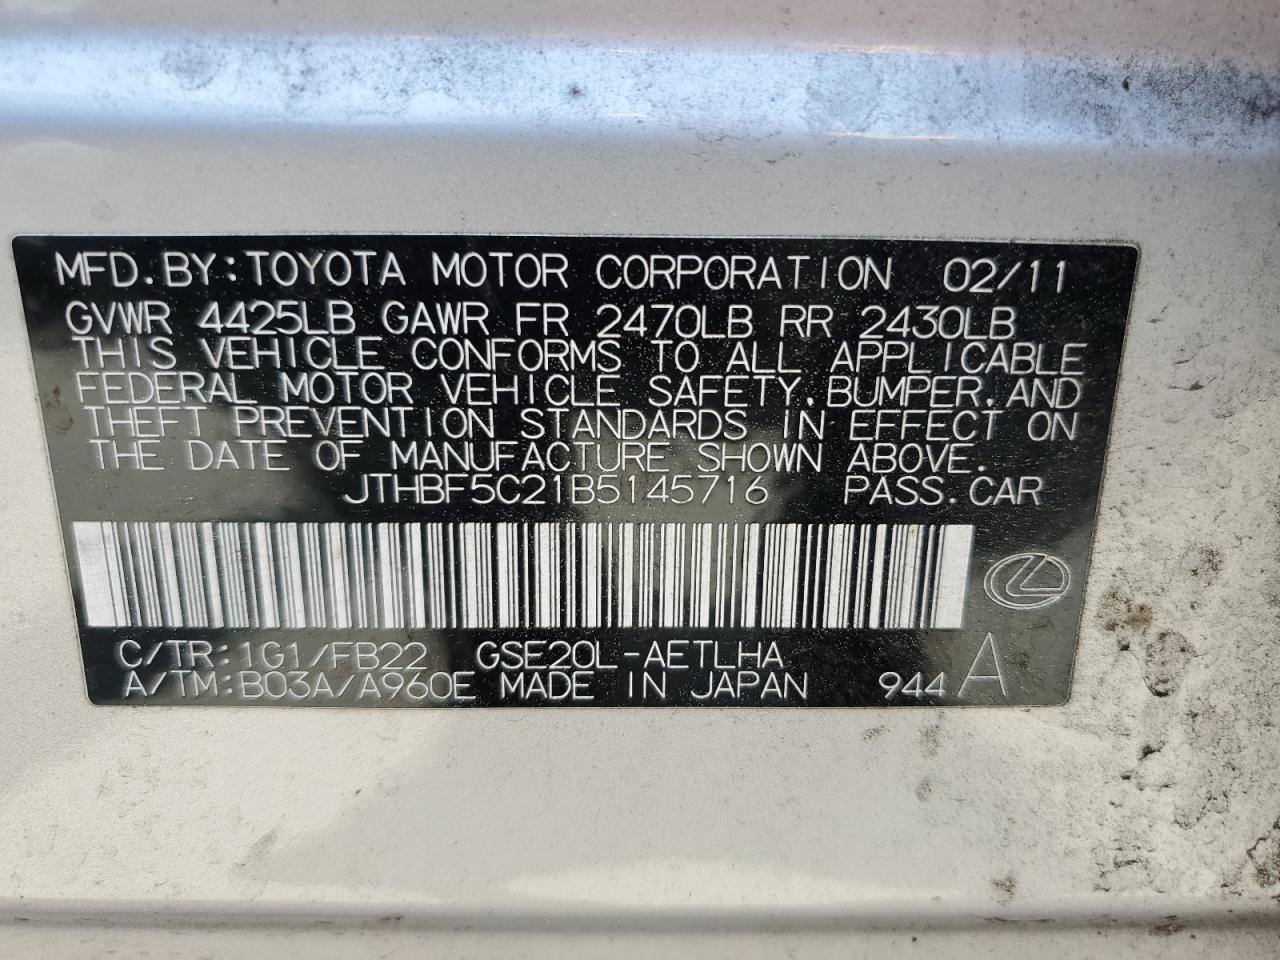 MFD.BY:TOYOTA MOTOR CORPORATION 02/11
GVWR 4425LB GAWR FR 2470LB RR 2430LB
THIS VEHICLE CONFORMS TO ALL APPLICABLE
FEDERAL MOTOR VEHICLE SAFETY,BUMPER,AND
THEFT PREVENTION STANDARDS IN EFFECT ON
THE DATE OF MANUFACTURE SHOWN ABOVE.
JTHBF5C21B5145716 PASS.CAR
C/TR:1G1/FB22 GSE20L-AETLHA
A/TM:B03A/A960E MADE IN JAPAN 944 A